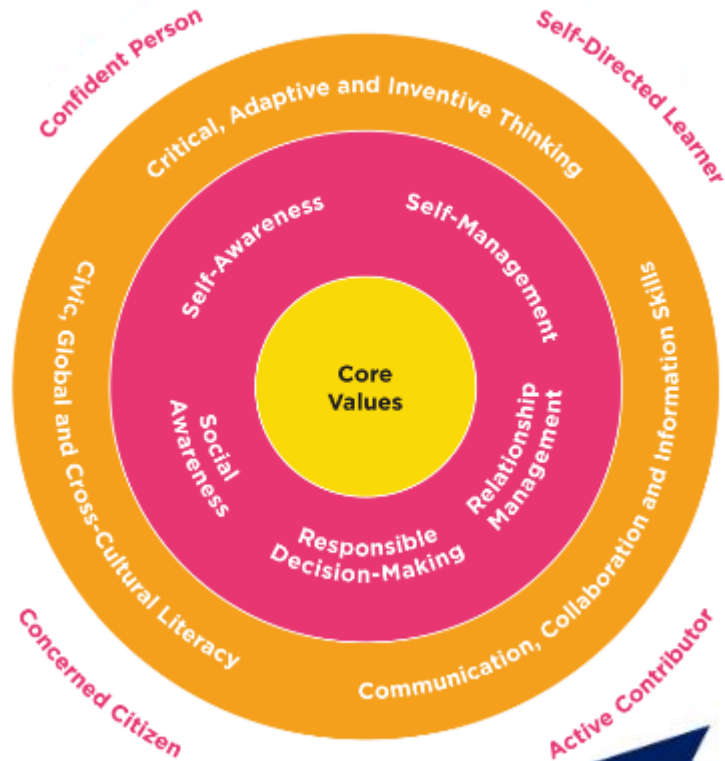 Confident Person
Self-Directed Learner
Critical, Adaptive and Inventive Thinking
Self-Awareness
Self-Management
Civic, Global and Cross-Cultural Literacy
Communication, Collaboration and Information Skills
Core
Values
Social
Awareness
Relationship
Management
Responsible
Decision-Making
Concerned Citizen
Active Contributor